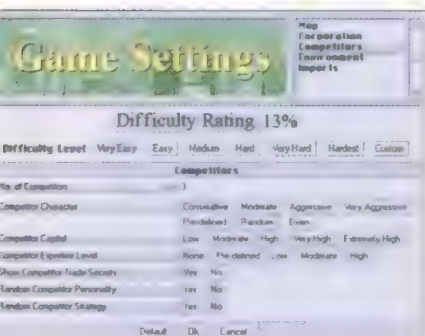 Game Settings
Map
Corporation
Competitors
Environment
Imports
Difficulty Rating 13%
Difficulty Level Very Easy Easy Medium Hard Very Hard Hardest Custom
Competitors
No. of Competitors 3
Competitor Character Conservative Moderate Aggressive Very Aggressive
Pre-defined Random Even
Competitor Capital Low Moderate High Very High Extremely High
Competitor Expertise Level None Pre-defined Low Moderate High
Show Competitor Trade Secrets Yes No
Random Competitor Personality Yes No
Random Competitor Strategy Yes No
Default Ok Cancel